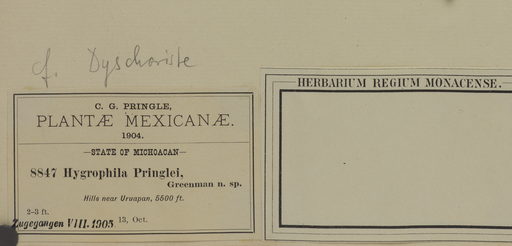 cf. Dyschoriste
C. G. PRINGLE,
PLANTÆ MEXICANÆ.
1904.
—STATE OF MICHOACAN—
8847 Hygrophila Pringlei,
Greenman n. sp.
Hills near Uruapan, 5500 ft.
2–3 ft.
Zugegangen VIII. 1905 13, Oct.
HERBARIUM REGIUM MONACENSE.